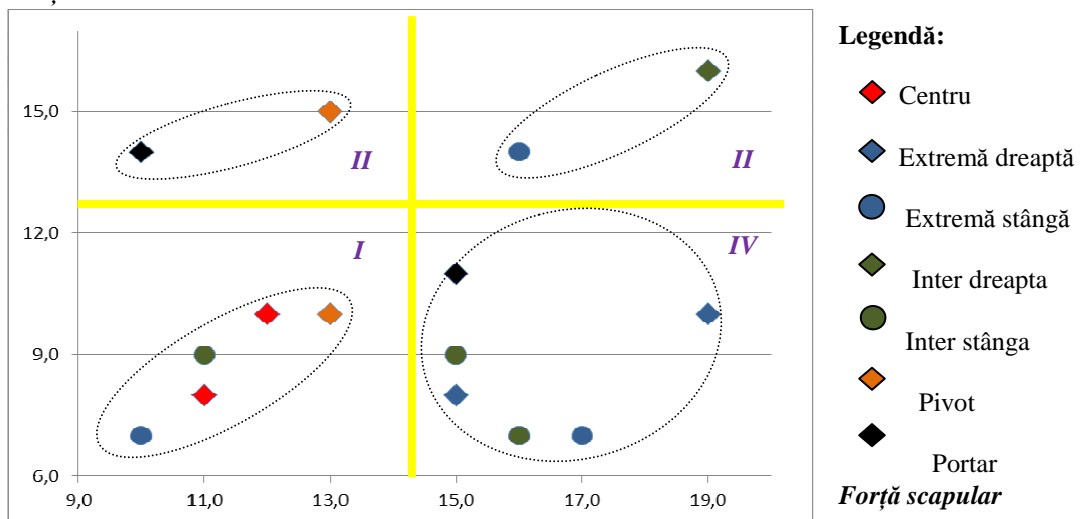 15,0
12,0
9,0
6,0
9,0 11,0 13,0 15,0 17,0 19,0
II
II
I
IV
Legendă:
Centru
Extremă dreaptă
Extremă stângă
Inter dreapta
Inter stânga
Pivot
Portar
Forță scapular